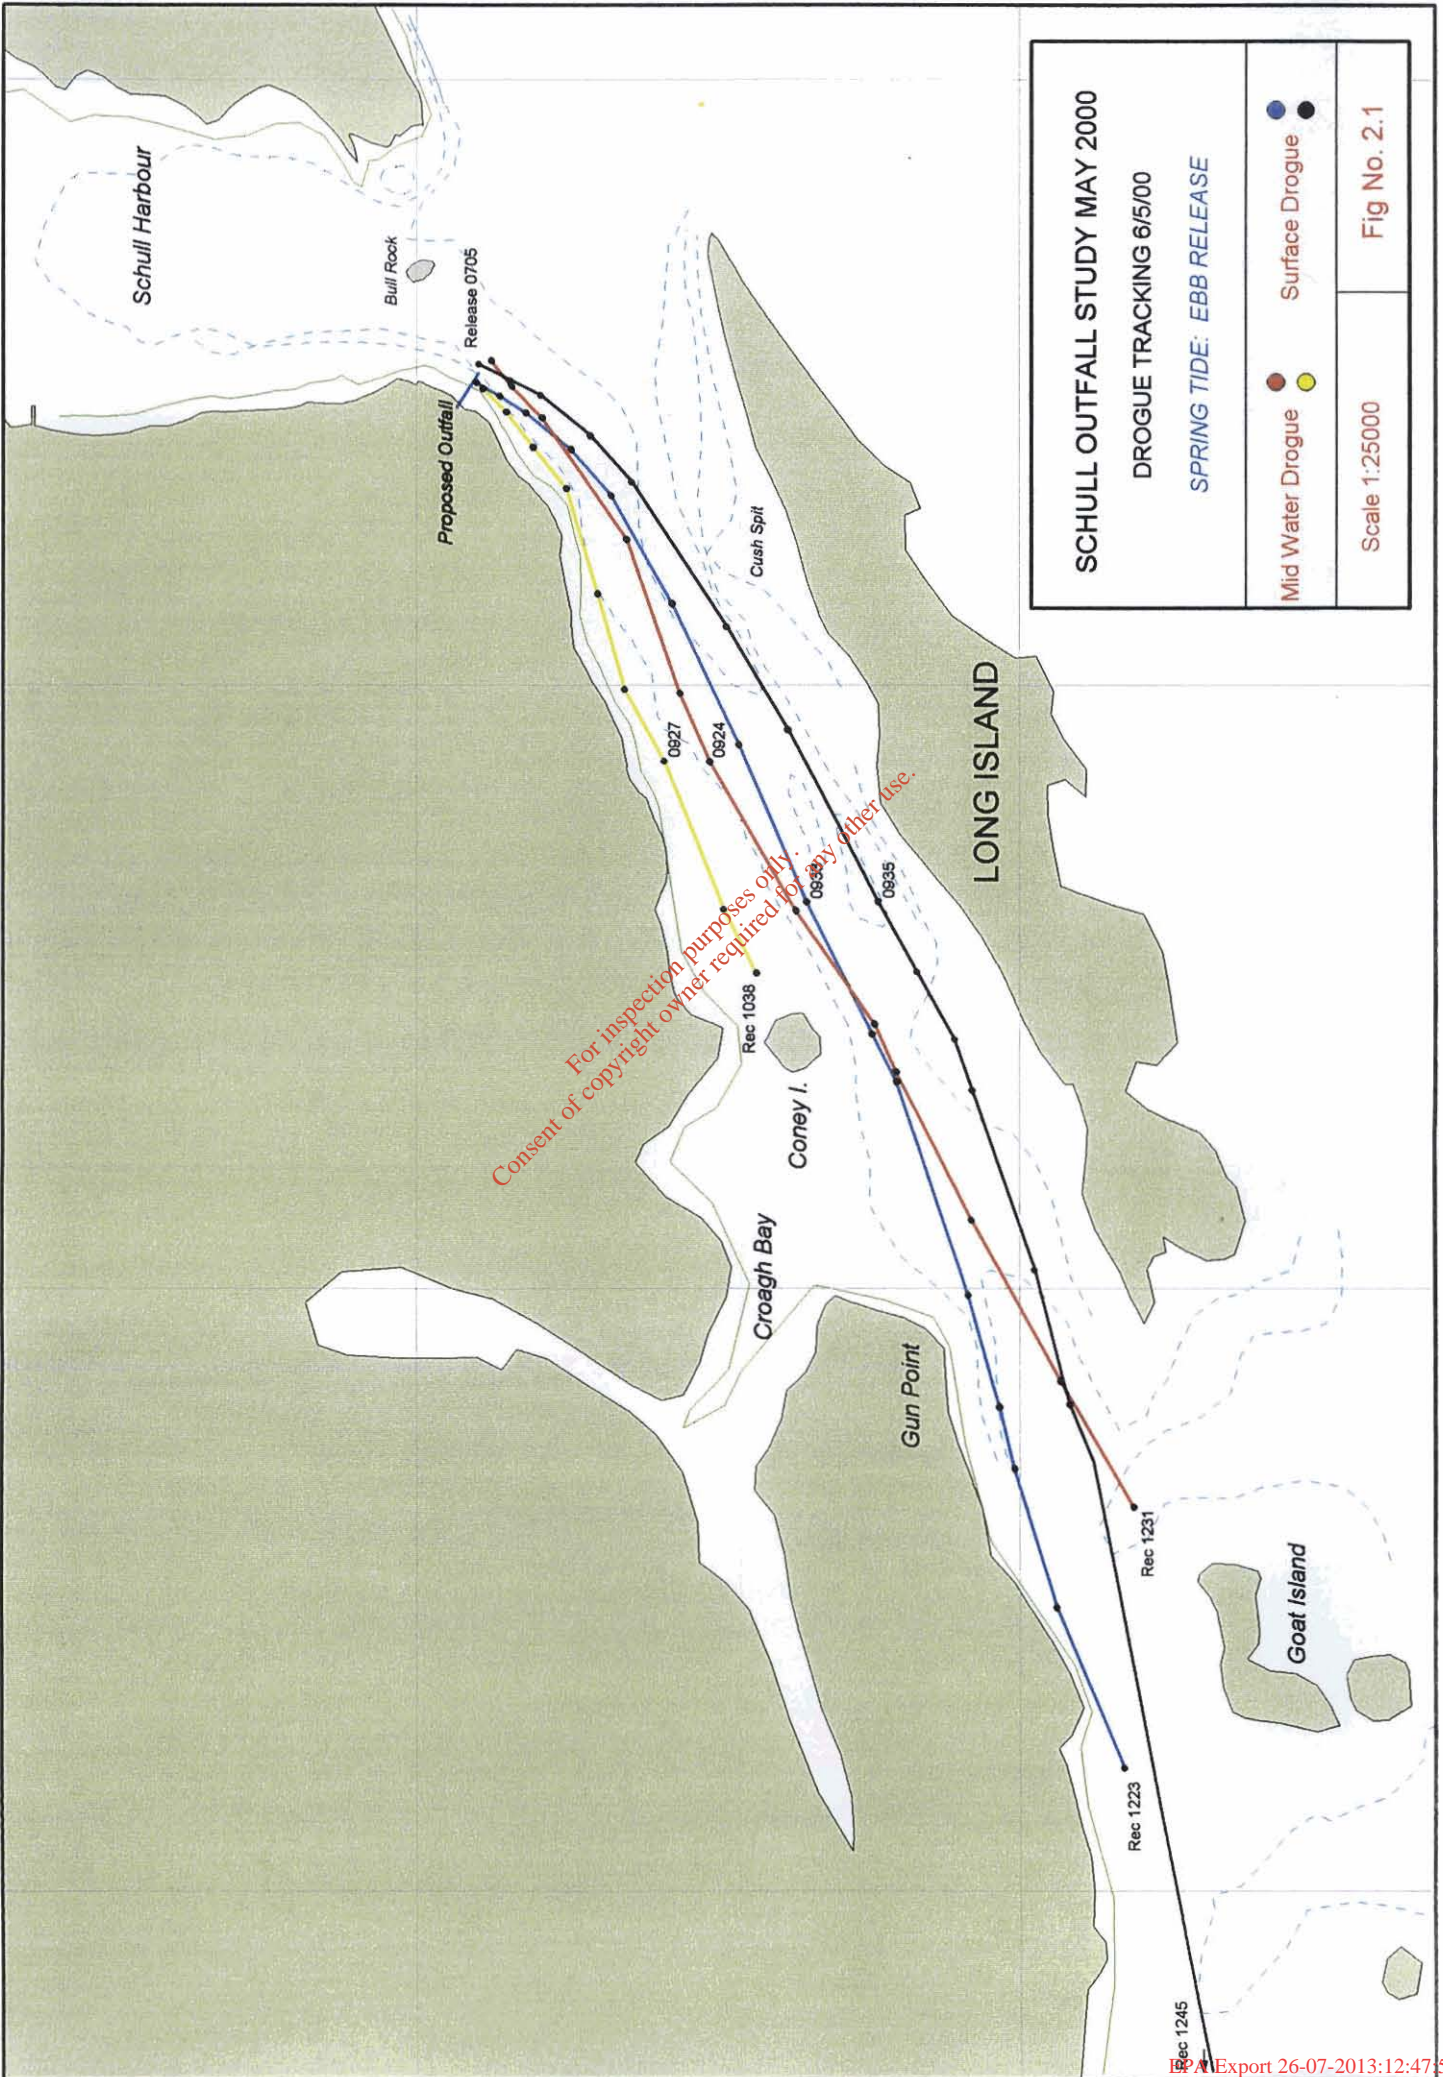 Schull Harbour
Bull Rock
Release 0705
Proposed Outfall
Cush Spit
0927
0924
0935
LONG ISLAND
Rec 1038
Coney I.
Croagh Bay
Gun Point
Rec 1231
Goat Island
Rec 1223
Rec 1245
SCHULL OUTFALL STUDY MAY 2000
DROGUE TRACKING 6/5/00
SPRING TIDE: EBB RELEASE
Mid Water Drogue
Surface Drogue
Scale 1:25000
Fig No. 2.1
For inspection purposes only.
Consent of copyright owner required for any other use.
EPA Export 26-07-2013:12:47:5